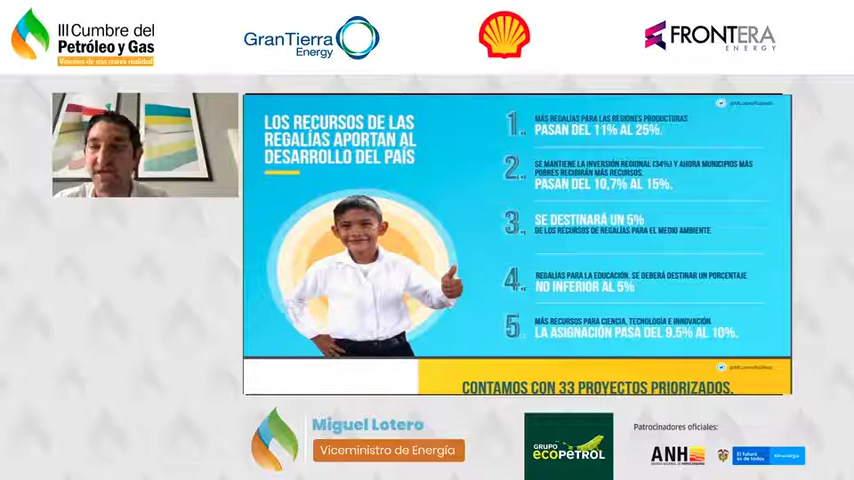 III Cumbre del
Petróleo y Gas
Visiones de una nueva realidad
GranTierra
Energy
FRONTERA
ENERGY
LOS RECURSOS DE LAS
REGALÍAS APORTAN AL
DESARROLLO DEL PAÍS
1.
MÁS REGALÍAS PARA LAS REGIONES PRODUCTORAS
PASAN DEL 11% AL 25%.
2.
SE MANTIENE LA INVERSIÓN REGIONAL (34%) Y AHORA MUNICIPIOS MÁS
POBRES RECIBIRÁN MÁS RECURSOS.
PASAN DEL 10,7% AL 15%.
3.
SE DESTINARÁ UN 5%
DE LOS RECURSOS DE REGALÍAS PARA EL MEDIO AMBIENTE.
4.
REGALÍAS PARA LA EDUCACIÓN. SE DEBERÁ DESTINAR UN PORCENTAJE
NO INFERIOR AL 5%
5.
MÁS RECURSOS PARA CIENCIA, TECNOLOGÍA E INNOVACIÓN.
LA ASIGNACIÓN PASA DEL 9.5% AL 10%.
CONTAMOS CON 33 PROYECTOS PRIORIZADOS.
Miguel Lotero
Viceministro de Energía
GRUPO
ecopetrol
Patrocinadores oficiales:
ANH
El futuro
es de todos
Minenergía